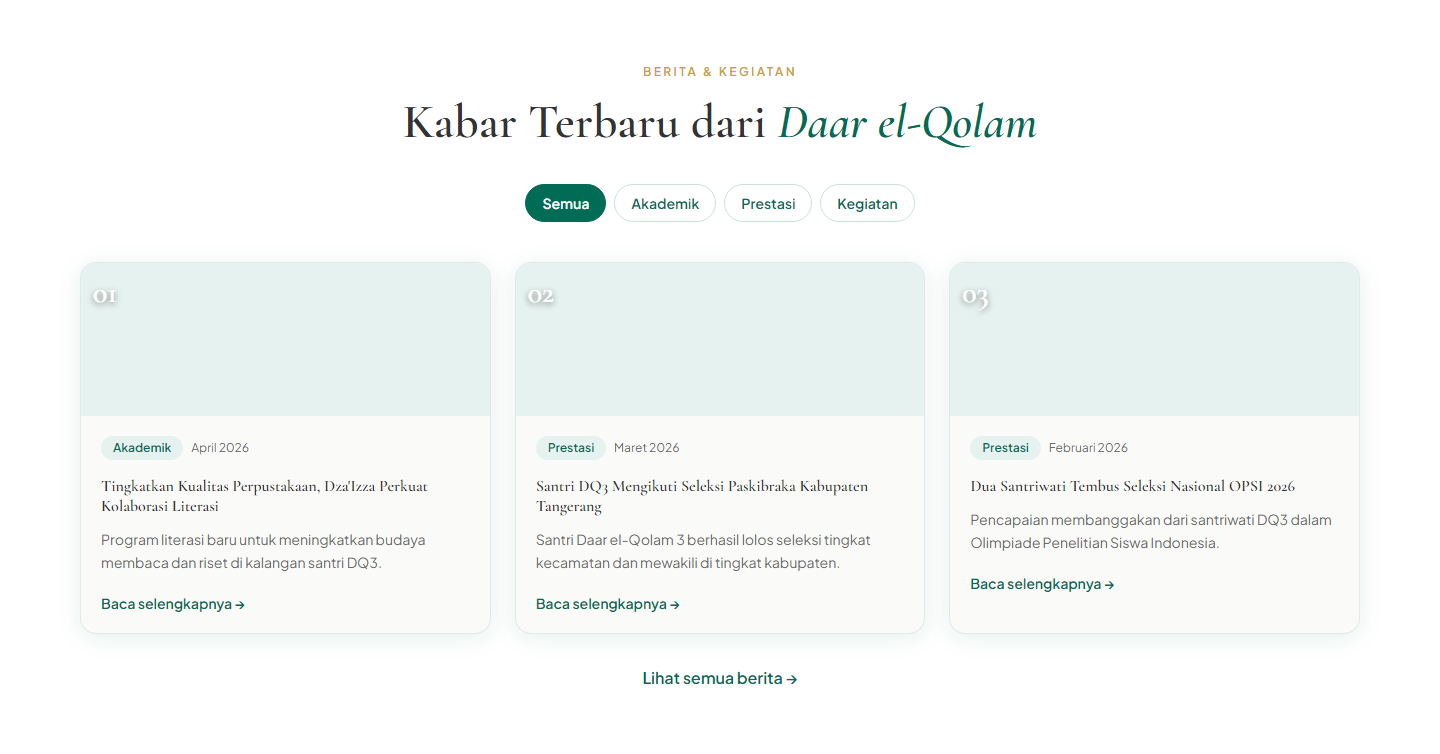 BERITA & KEGIATAN
Kabar Terbaru dari Daar el-Qolam
Semua
Akademik
Prestasi
Kegiatan
01
Akademik April 2026
Tingkatkan Kualitas Perpustakaan, Dza'Izza Perkuat
Kolaborasi Literasi
Program literasi baru untuk meningkatkan budaya
membaca dan riset di kalangan santri DQ3.
Baca selengkapnya →
02
Prestasi Maret 2026
Santri DQ3 Mengikuti Seleksi Paskibraka Kabupaten
Tangerang
Santri Daar el-Qolam 3 berhasil lolos seleksi tingkat
kecamatan dan mewakili di tingkat kabupaten.
Baca selengkapnya →
03
Prestasi Februari 2026
Dua Santriwati Tembus Seleksi Nasional OPSI 2026
Pencapaian membanggakan dari santriwati DQ3 dalam
Olimpiade Penelitian Siswa Indonesia.
Baca selengkapnya →
Lihat semua berita →